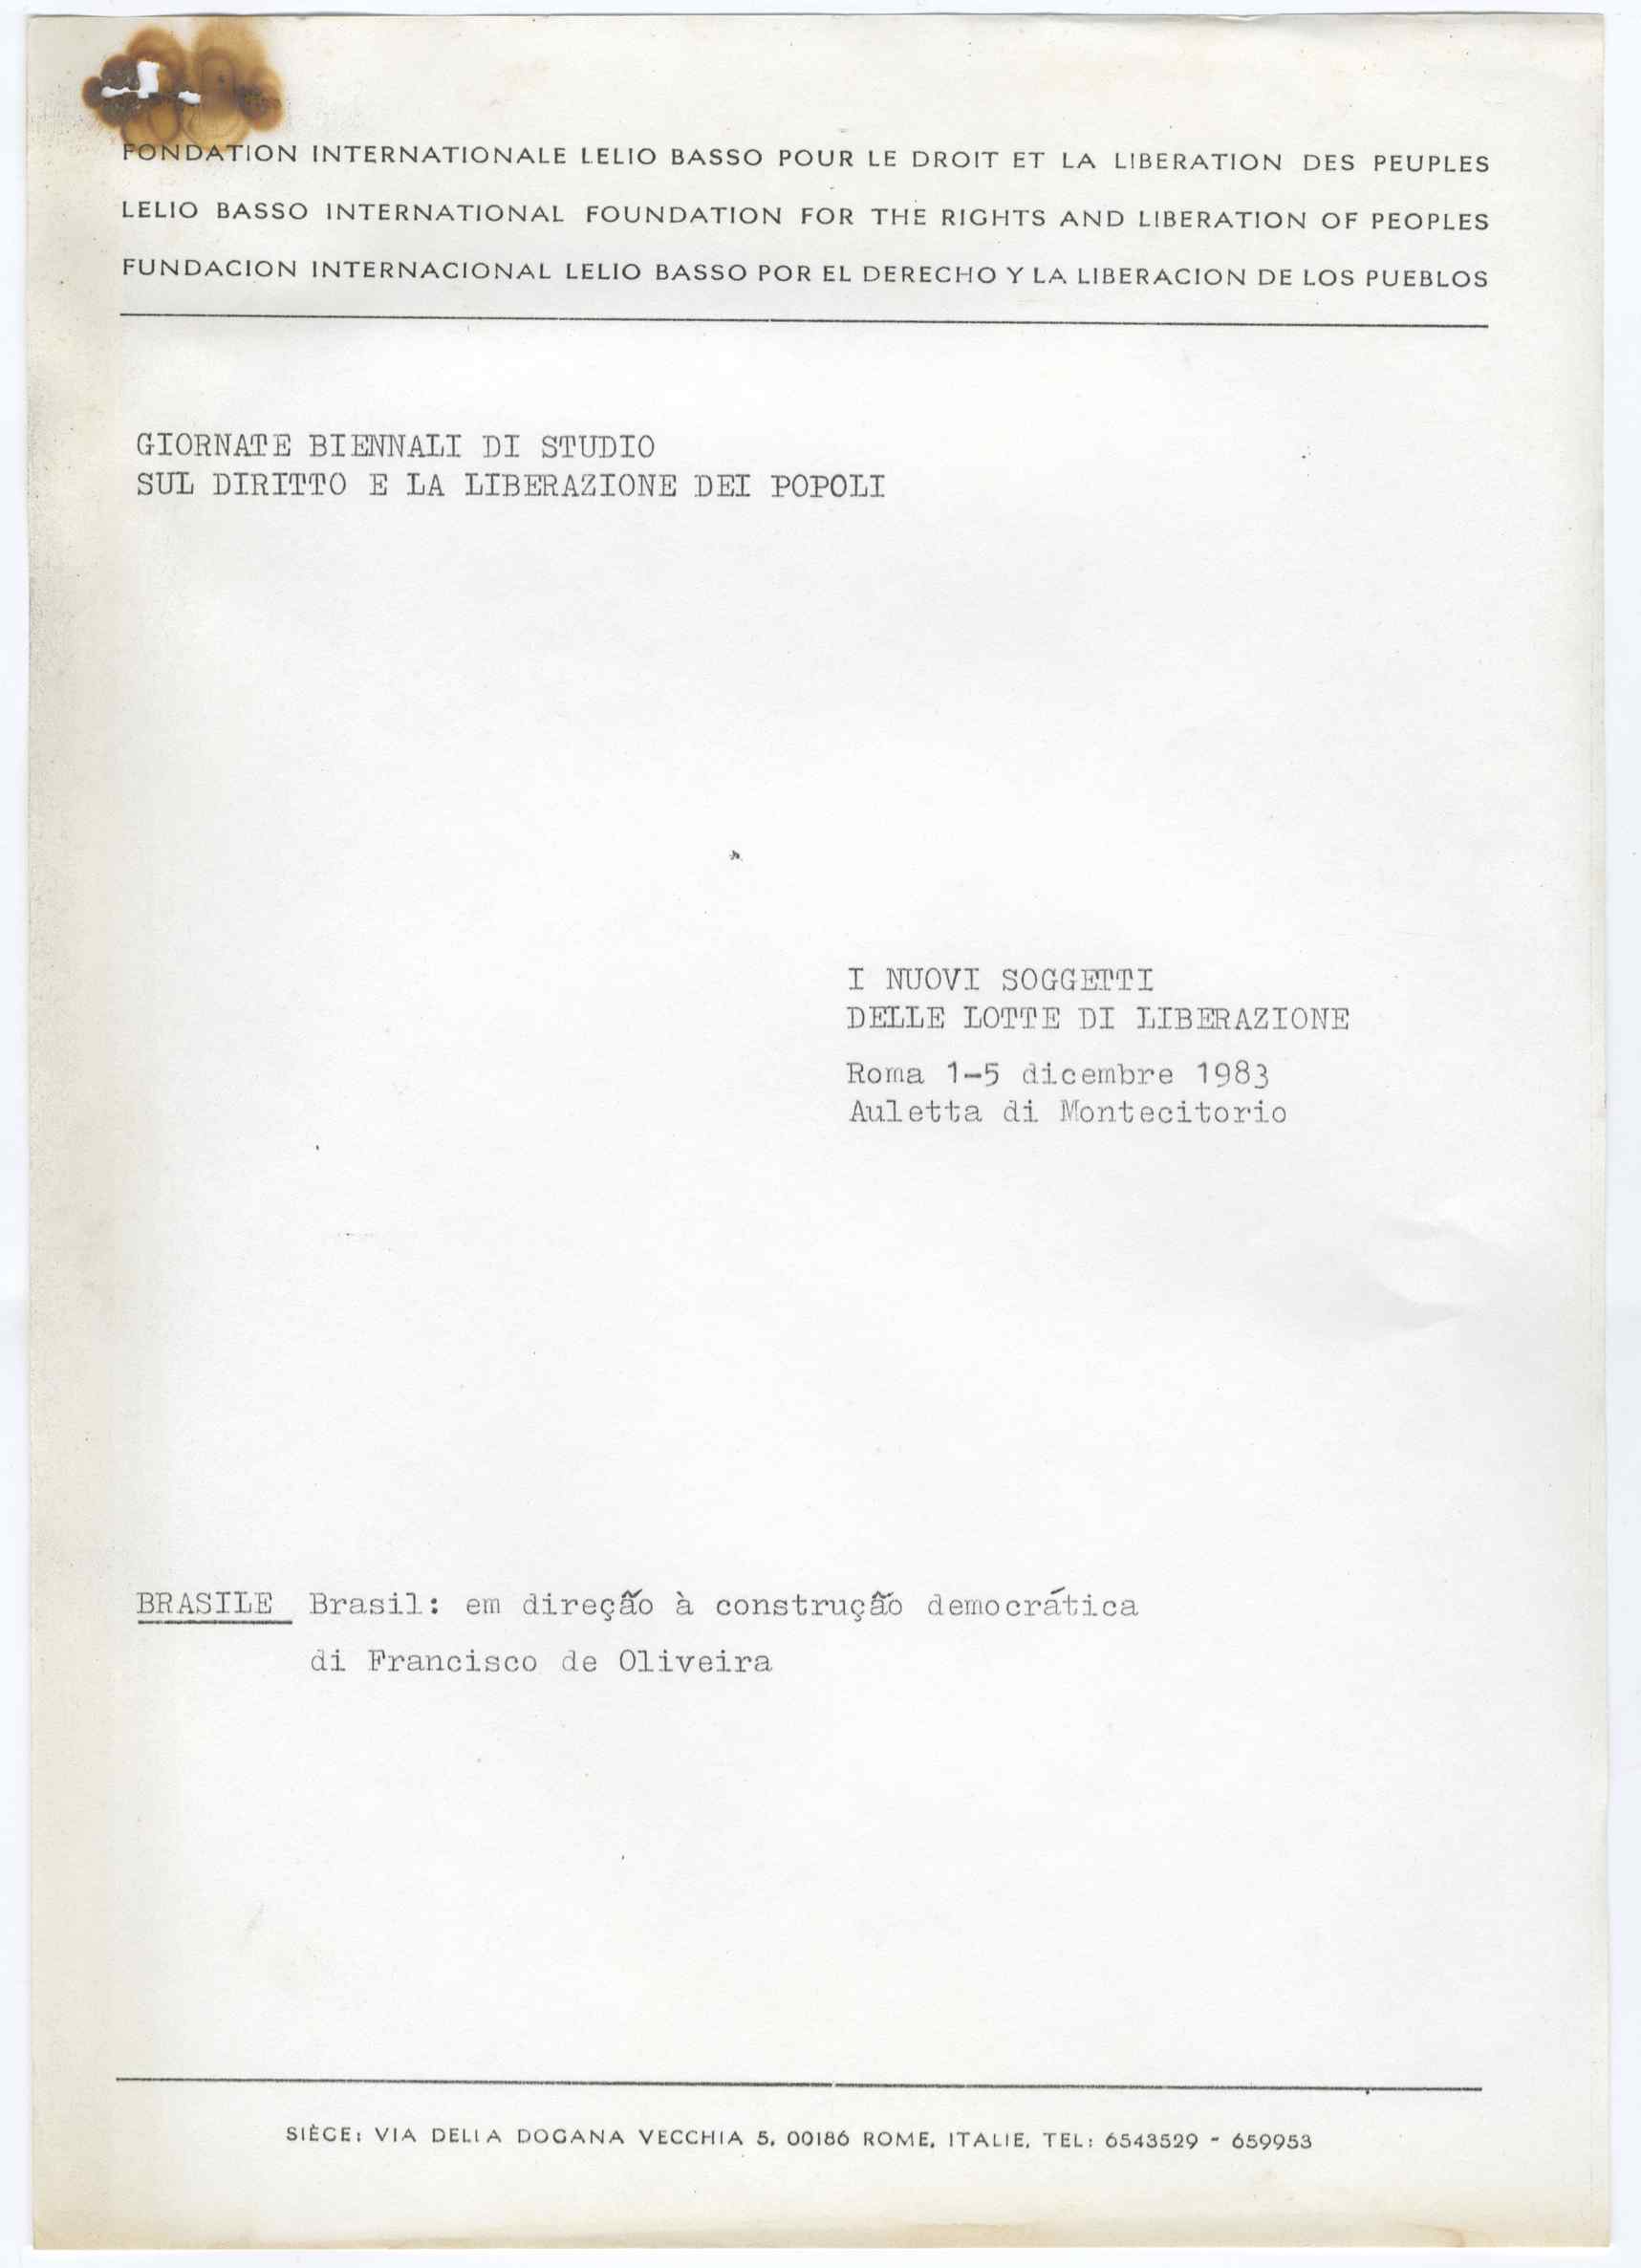 FONDATION INTERNATIONALE LELIO BASSO POUR LE DROIT ET LA LIBERATION DES PEUPLES
LELIO BASSO INTERNATIONAL FOUNDATION FOR THE RIGHTS AND LIBERATION OF PEOPLES
FUNDACION INTERNACIONAL LELIO BASSO POR EL DERECHO Y LA LIBERACION DE LOS PUEBLOS
GIORNATE BIENNALI DI STUDIO
SUL DIRITTO E LA LIBERAZIONE DEI POPOLI
I NUOVI SOGGETTI
DELLE LOTTE DI LIBERAZIONE
Roma 1-5 dicembre 1983
Auletta di Montecitorio
BRASILE Brasil: em direção à construção democrática
di Francisco de Oliveira
SIÈGE: VIA DELLA DOGANA VECCHIA 5, 00186 ROME, ITALIE, TEL: 6543529 - 659953